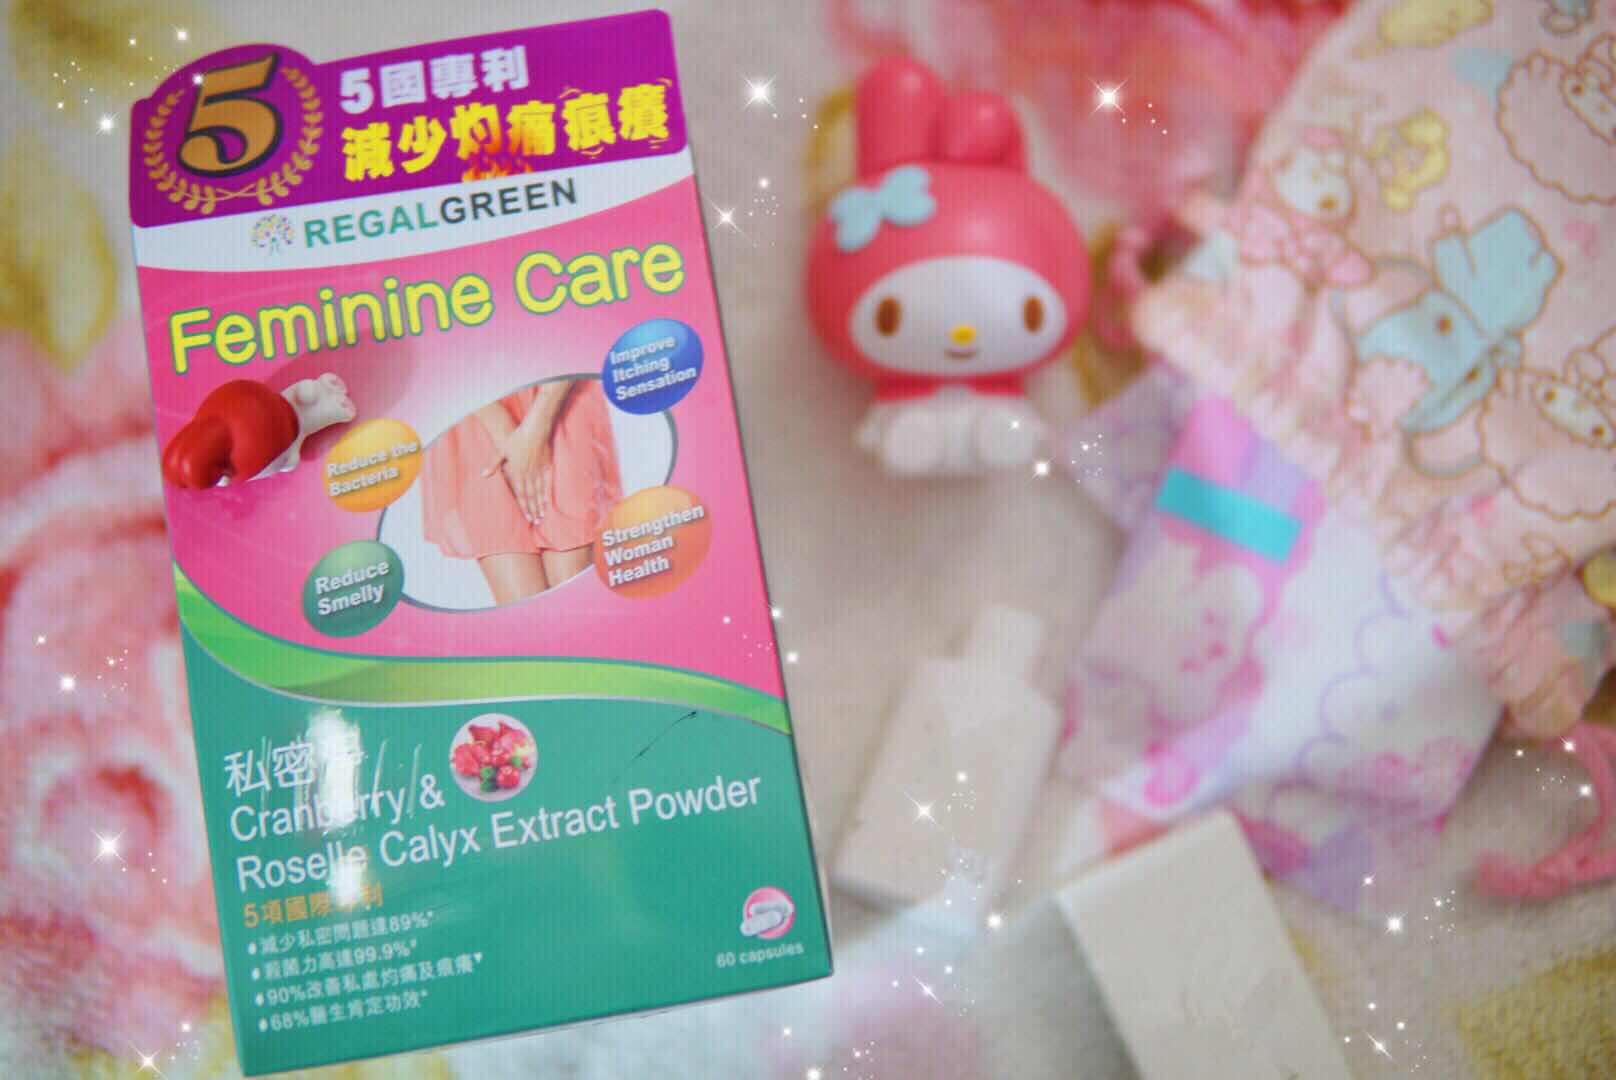 5
5國專利
減少灼痛痕癢
REGALGREEN
Feminine Care
Improve
Itching
Sensation
Reduce the
Bacteria
Strengthen
Woman
Health
Reduce
Smelly
私密
Cranberry &
Roselle Calyx Extract Powder
5項國際專利
減少私密問題達89%*
殺菌力高達99.9%#
90%改善私處灼痛及痕癢▼
68%醫生肯定功效+
60 capsules